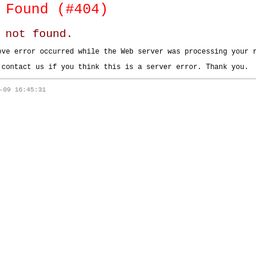 Found (#404)
not found.
ove error occurred while the Web server was processing your r
contact us if you think this is a server error. Thank you.
-09 16:45:31